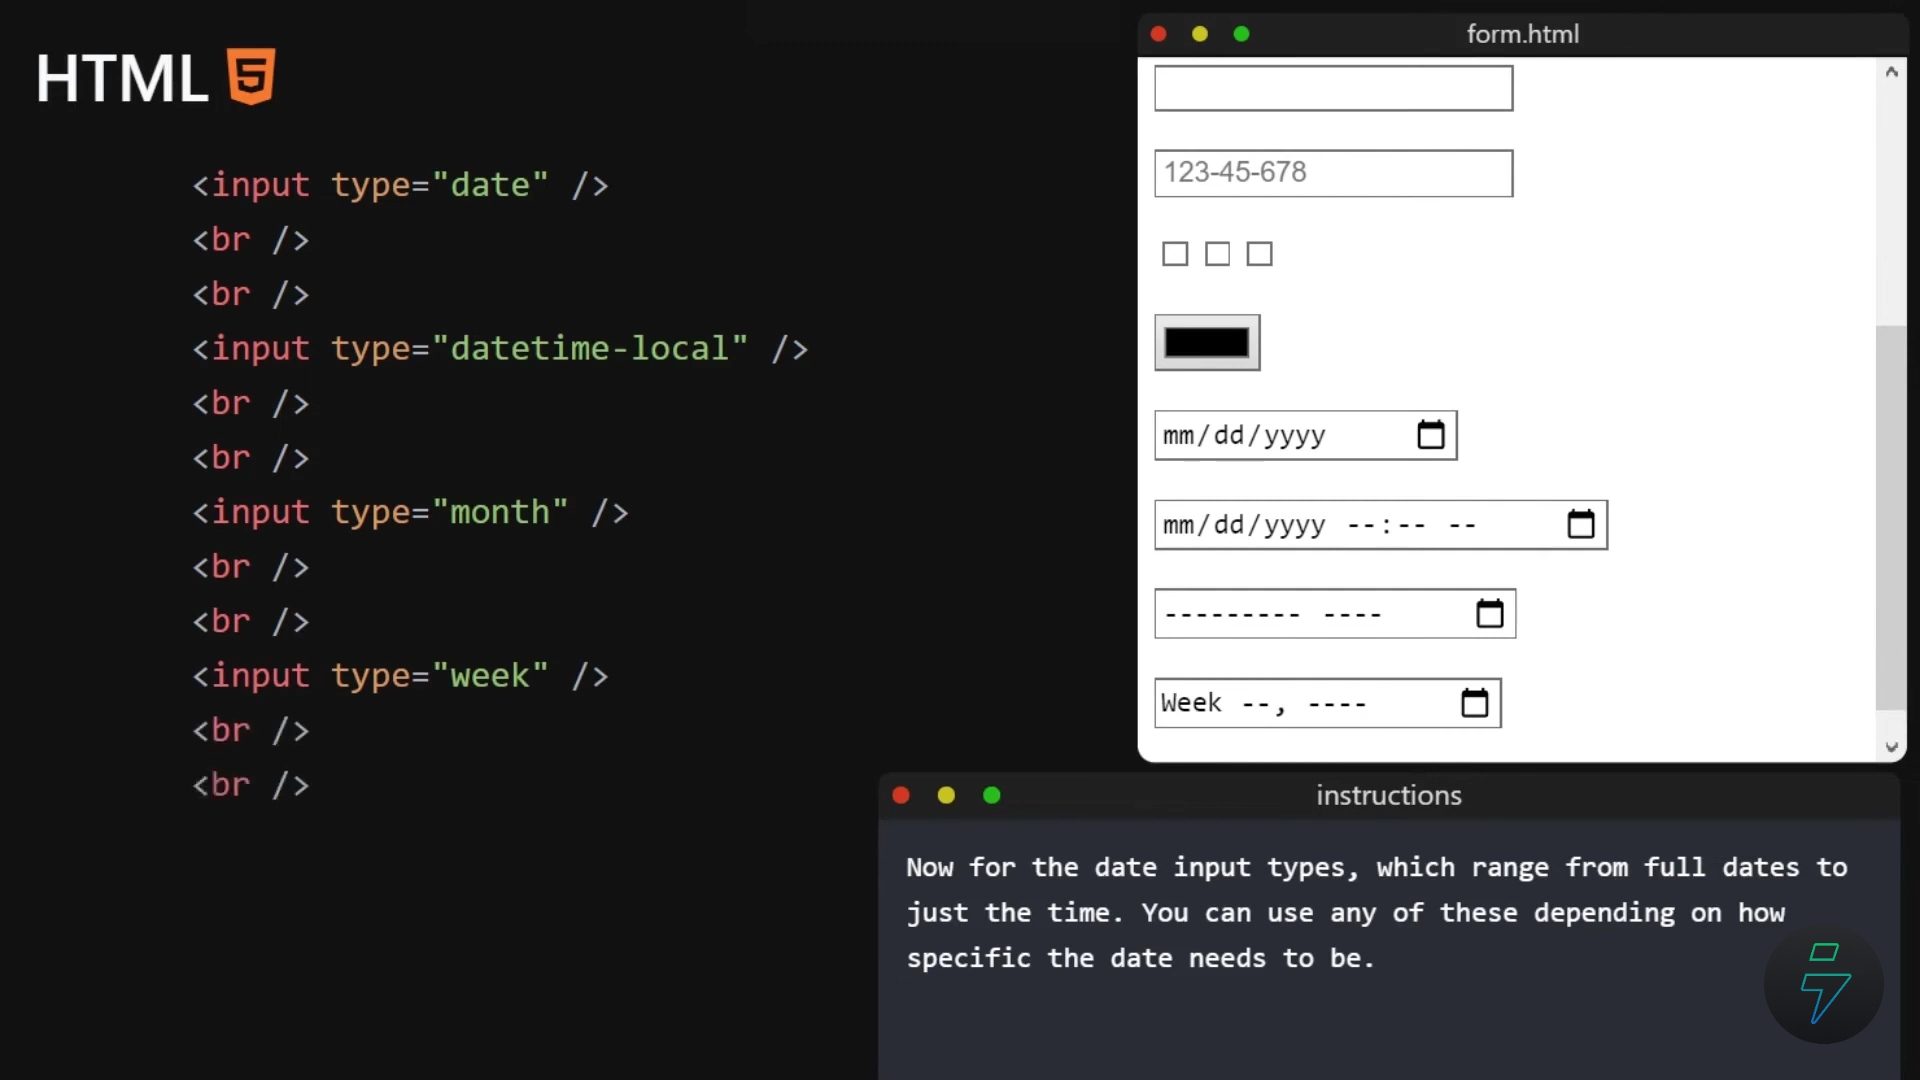 HTML 5
<input type="date" />
<br />
<br />
<input type="datetime-local" />
<br />
<br />
<input type="month" />
<br />
<br />
<input type="week" />
<br />
<br />
form.html
123-45-678
mm/dd/yyyy
mm/dd/yyyy --:-- --
--------- ----
Week --, ----
instructions
Now for the date input types, which range from full dates to
just the time. You can use any of these depending on how
specific the date needs to be.